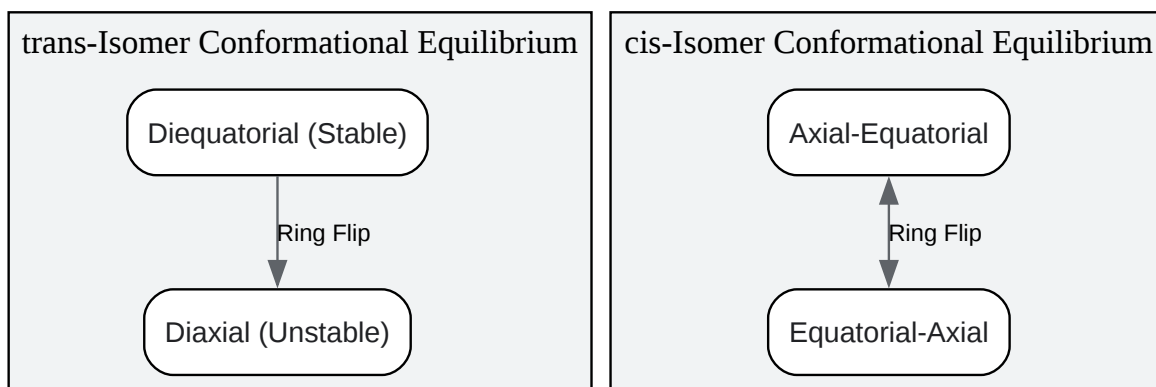 trans-Isomer Conformational Equilibrium
Diequatorial (Stable)
Ring Flip
Diaxial (Unstable)
cis-Isomer Conformational Equilibrium
Axial-Equatorial
Ring Flip
Equatorial-Axial